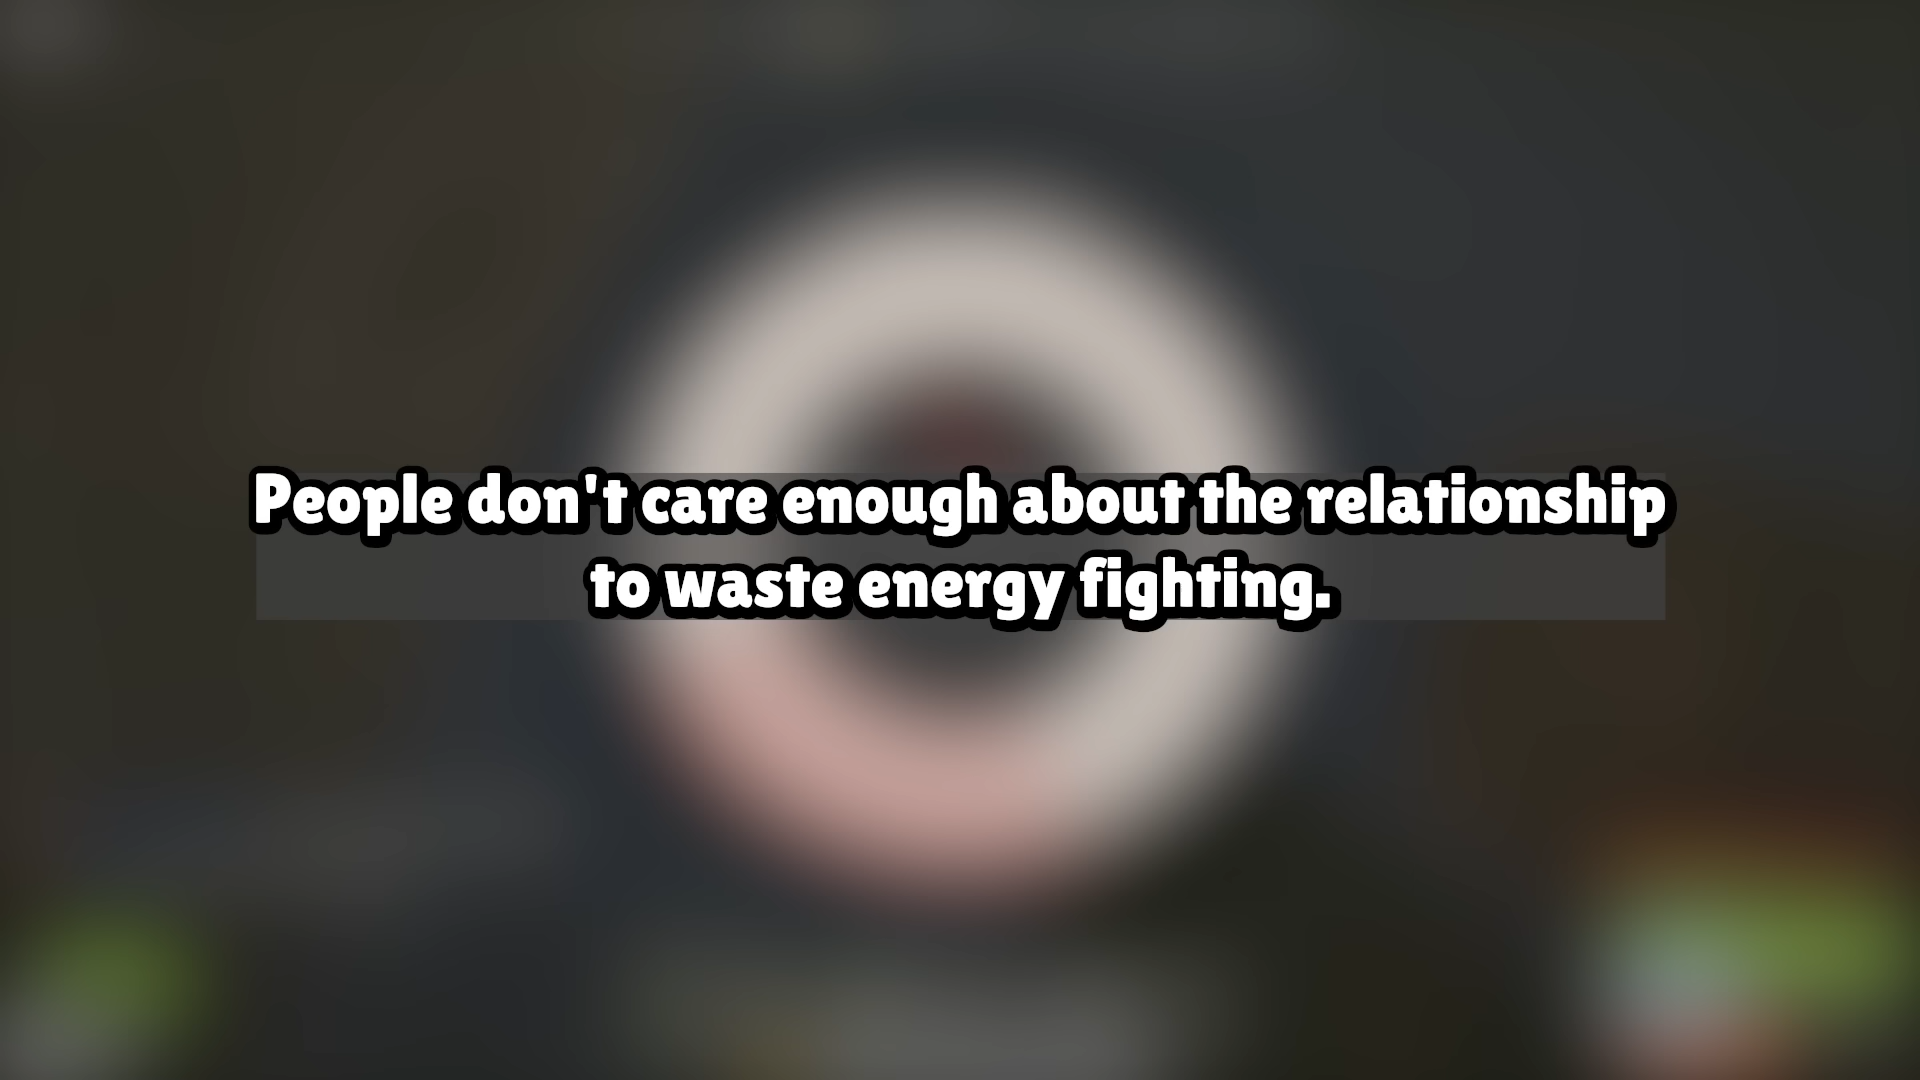 People don't care enough about the relationship
to waste energy fighting.